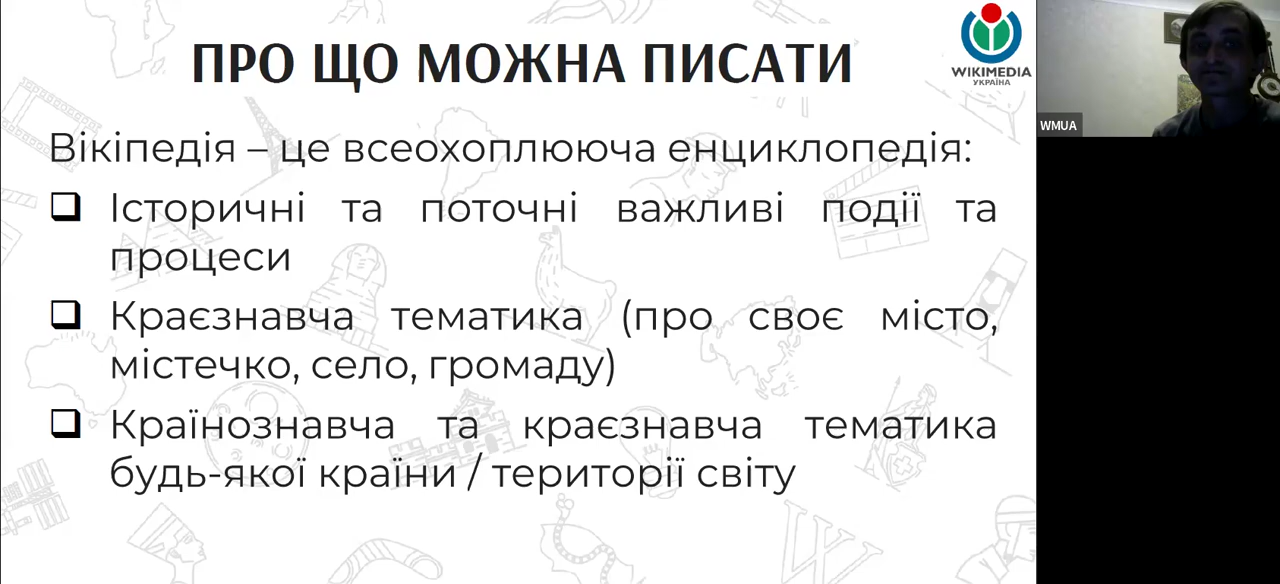 ПРО ЩО МОЖНА ПИСАТИ
WIKIMEDIA
УКРАЇНА
WMUA
Вікіпедія – це всеохоплююча енциклопедія:
❑ Історичні та поточні важливі події та
процеси
❑ Краєзнавча тематика (про своє місто,
містечко, село, громаду)
❑ Країнознавча та краєзнавча тематика
будь-якої країни / території світу